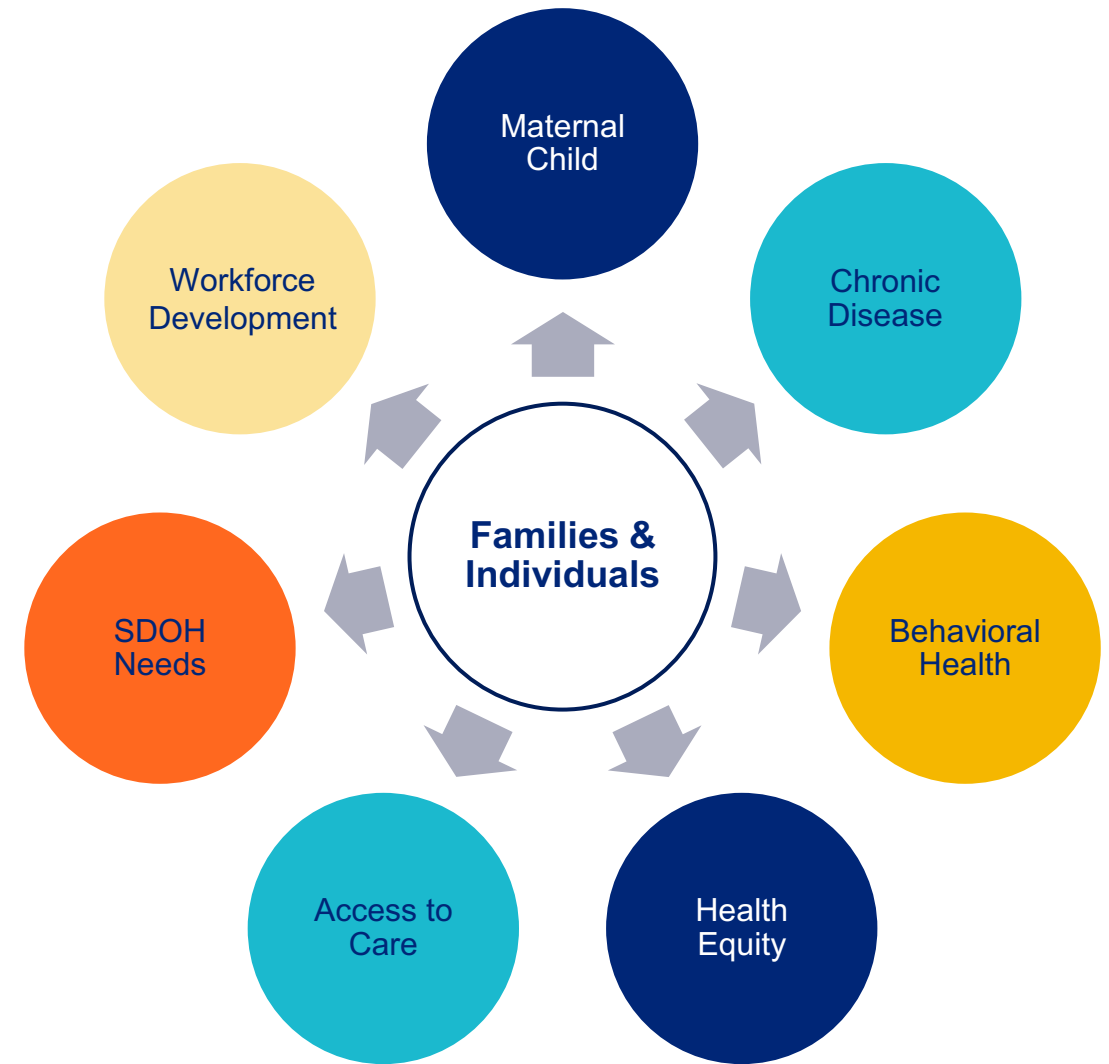 Maternal
Child
Chronic
Disease
Behavioral
Health
Health
Equity
Access to
Care
SDOH
Needs
Workforce
Development
Families &
Individuals